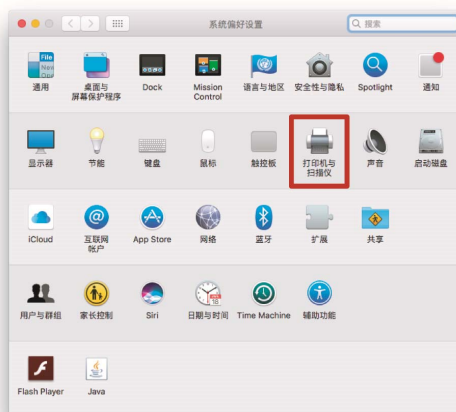 系统偏好设置
搜索
File
New
Ope
通用
桌面与
屏幕保护程序
Dock
Mission
Control
语言与地区
安全性与隐私
Spotlight
通知
显示器
节能
键盘
鼠标
触控板
打印机与
扫描仪
声音
启动磁盘
iCloud
互联网
帐户
App Store
网络
蓝牙
扩展
共享
用户与群组
家长控制
Siri
18
日期与时间
Time Machine
辅助功能
Flash Player
Java